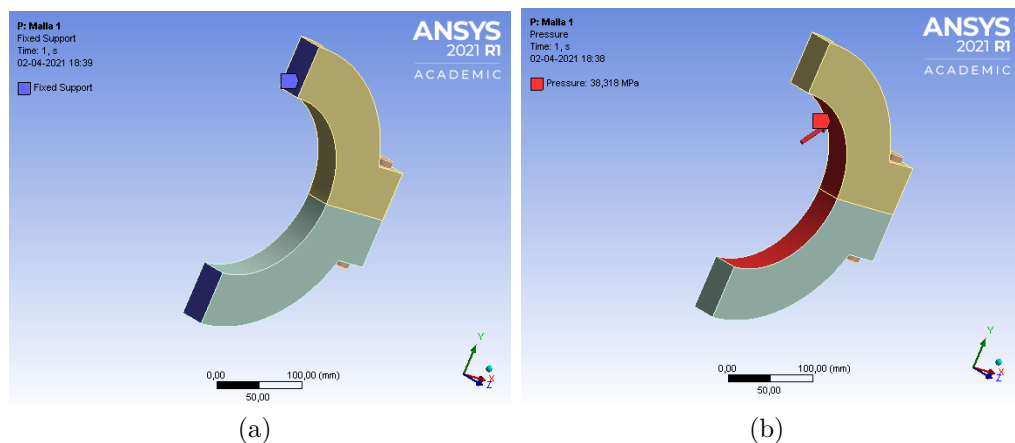 P: Malla 1
Fixed Support
Time: 1, s
02-04-2021 18:39
Fixed Support
ANSYS
2021 R1
ACADEMIC
Y
X
Z
0,00
100,00 (mm)
50,00
(a)
P: Malla 1
Pressure
Time: 1, s
02-04-2021 18:38
Pressure: 38,318 MPa
ANSYS
2021 R1
ACADEMIC
Y
X
Z
0,00
100,00 (mm)
50,00
(b)